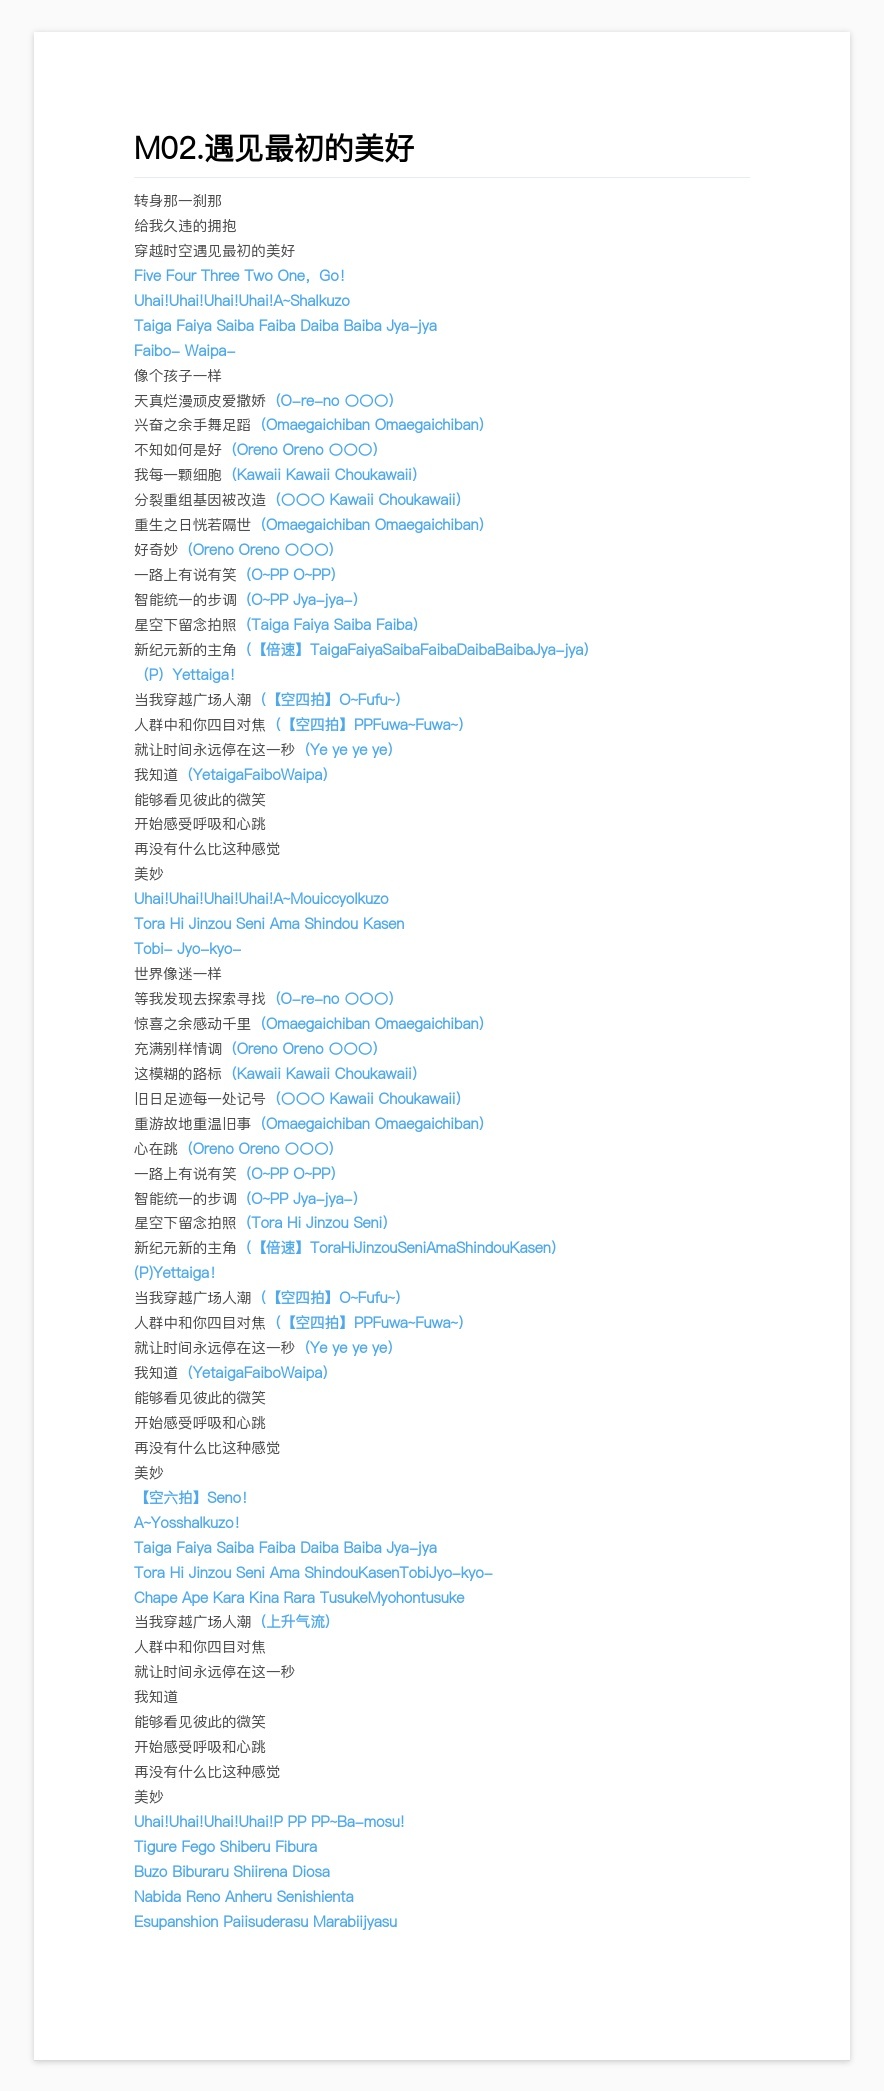 M02.遇见最初的美好
转身那一刹那
给我久违的拥抱
穿越时空遇见最初的美好
Five Four Three Two One，Go！
Uhai!Uhai!Uhai!Uhai!A~ShaIkuzo
Taiga Faiya Saiba Faiba Daiba Baiba Jya-jya
Faibo- Waipa-
像个孩子一样
天真烂漫顽皮爱撒娇（O-re-no 〇〇〇）
兴奋之余手舞足蹈（Omaegaichiban Omaegaichiban）
不知如何是好（Oreno Oreno 〇〇〇）
我每一颗细胞（Kawaii Kawaii Choukawaii）
分裂重组基因被改造（〇〇〇 Kawaii Choukawaii）
重生之日恍若隔世（Omaegaichiban Omaegaichiban）
好奇妙（Oreno Oreno 〇〇〇）
一路上有说有笑（O~PP O~PP）
智能统一的步调（O~PP Jya-jya-）
星空下留念拍照（Taiga Faiya Saiba Faiba）
新纪元新的主角（【倍速】TaigaFaiyaSaibaFaibaDaibaBaibaJya-jya）
（P）Yettaiga！
当我穿越广场人潮（【空四拍】O~Fufu~）
人群中和你四目对焦（【空四拍】PPFuwa~Fuwa~）
就让时间永远停在这一秒（Ye ye ye ye）
我知道（YetaigaFaiboWaipa）
能够看见彼此的微笑
开始感受呼吸和心跳
再没有什么比这种感觉
美妙
Uhai!Uhai!Uhai!Uhai!A~MouiccyoIkuzo
Tora Hi Jinzou Seni Ama Shindou Kasen
Tobi- Jyo-kyo-
世界像迷一样
等我发现去探索寻找（O-re-no 〇〇〇）
惊喜之余感动千里（Omaegaichiban Omaegaichiban）
充满别样情调（Oreno Oreno 〇〇〇）
这模糊的路标（Kawaii Kawaii Choukawaii）
旧日足迹每一处记号（〇〇〇 Kawaii Choukawaii）
重游故地重温旧事（Omaegaichiban Omaegaichiban）
心在跳（Oreno Oreno 〇〇〇）
一路上有说有笑（O~PP O~PP）
智能统一的步调（O~PP Jya-jya-）
星空下留念拍照（Tora Hi Jinzou Seni）
新纪元新的主角（【倍速】ToraHiJinzouSeniAmaShindouKasen）
(P)Yettaiga！
当我穿越广场人潮（【空四拍】O~Fufu~）
人群中和你四目对焦（【空四拍】PPFuwa~Fuwa~）
就让时间永远停在这一秒（Ye ye ye ye）
我知道（YetaigaFaiboWaipa）
能够看见彼此的微笑
开始感受呼吸和心跳
再没有什么比这种感觉
美妙
【空六拍】Seno！
A~YosshaIkuzo！
Taiga Faiya Saiba Faiba Daiba Baiba Jya-jya
Tora Hi Jinzou Seni Ama ShindouKasenTobiJyo-kyo-
Chape Ape Kara Kina Rara TusukeMyohontusuke
当我穿越广场人潮（上升气流）
人群中和你四目对焦
就让时间永远停在这一秒
我知道
能够看见彼此的微笑
开始感受呼吸和心跳
再没有什么比这种感觉
美妙
Uhai!Uhai!Uhai!Uhai!P PP PP~Ba-mosu!
Tigure Fego Shiberu Fibura
Buzo Biburaru Shiirena Diosa
Nabida Reno Anheru Senishienta
Esupanshion Paiisuderasu Marabiijyasu